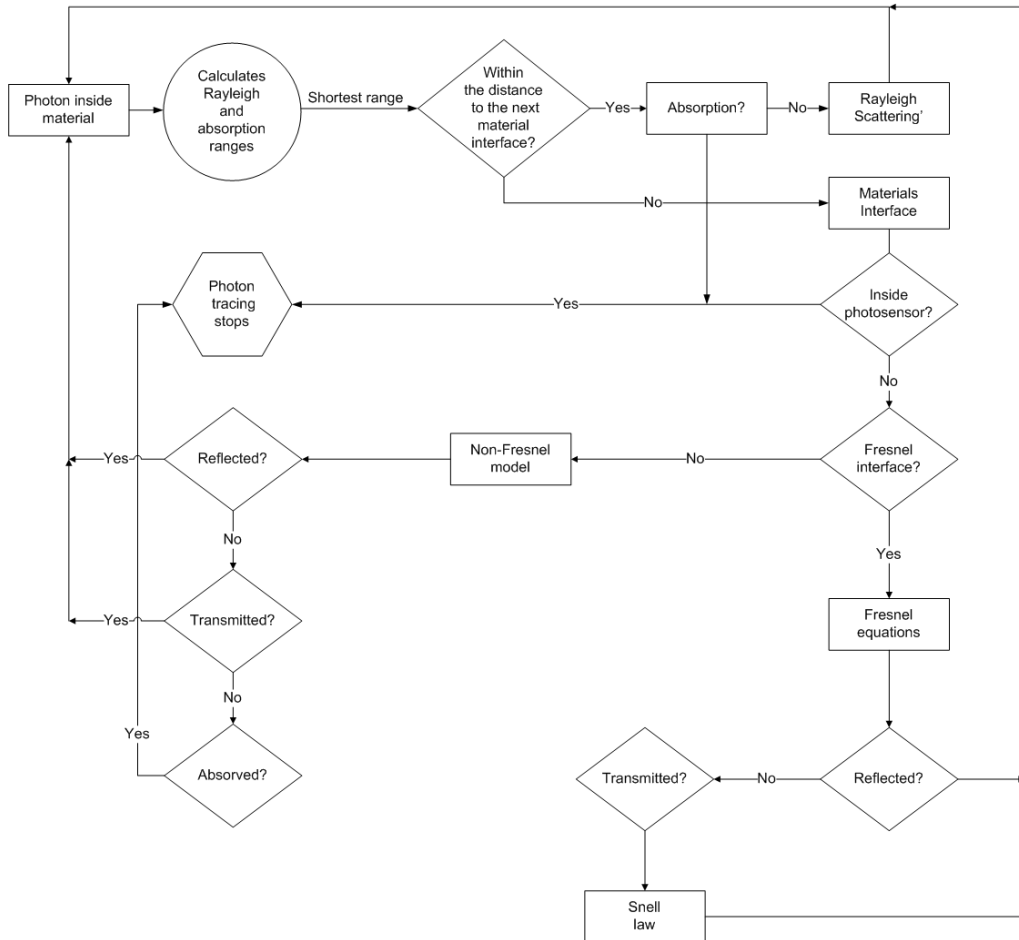 Photon inside
material
Calculates
Rayleigh
and
absorption
ranges
Shortest range
Within
the distance
to the next
material
interface?
Yes
Absorption?
No
Rayleigh
Scattering'
No
Materials
Interface
Photon
tracing
stops
Yes
Inside
photosensor?
No
Yes
Reflected?
Non-Fresnel
model
No
Fresnel
interface?
No
Yes
Yes
Transmitted?
Fresnel
equations
No
Yes
Absorved?
Transmitted?
No
Reflected?
Snell
law